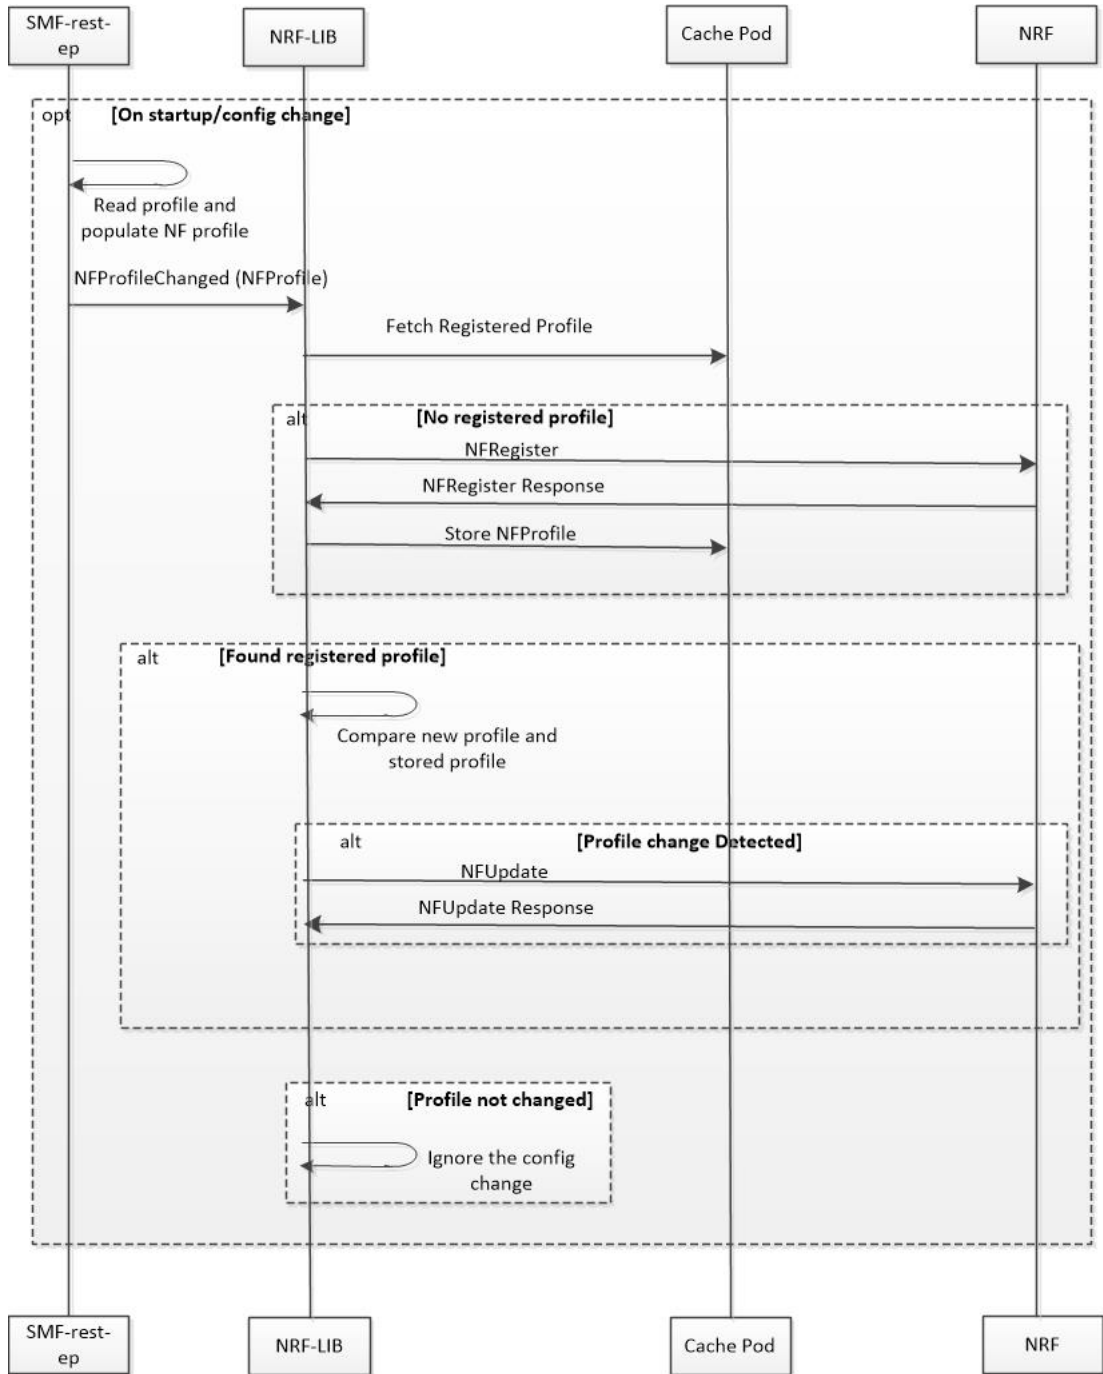 SMF-rest-
ep
NRF-LIB
Cache Pod
NRF
opt
[On startup/config change]
Read profile and
populate NF profile
NFProfileChanged (NFProfile)
Fetch Registered Profile
alt
[No registered profile]
NFRegister
NFRegister Response
Store NFProfile
alt
[Found registered profile]
Compare new profile and
stored profile
alt
[Profile change Detected]
NFUpdate
NFUpdate Response
alt
[Profile not changed]
Ignore the config
change
SMF-rest-
ep
NRF-LIB
Cache Pod
NRF